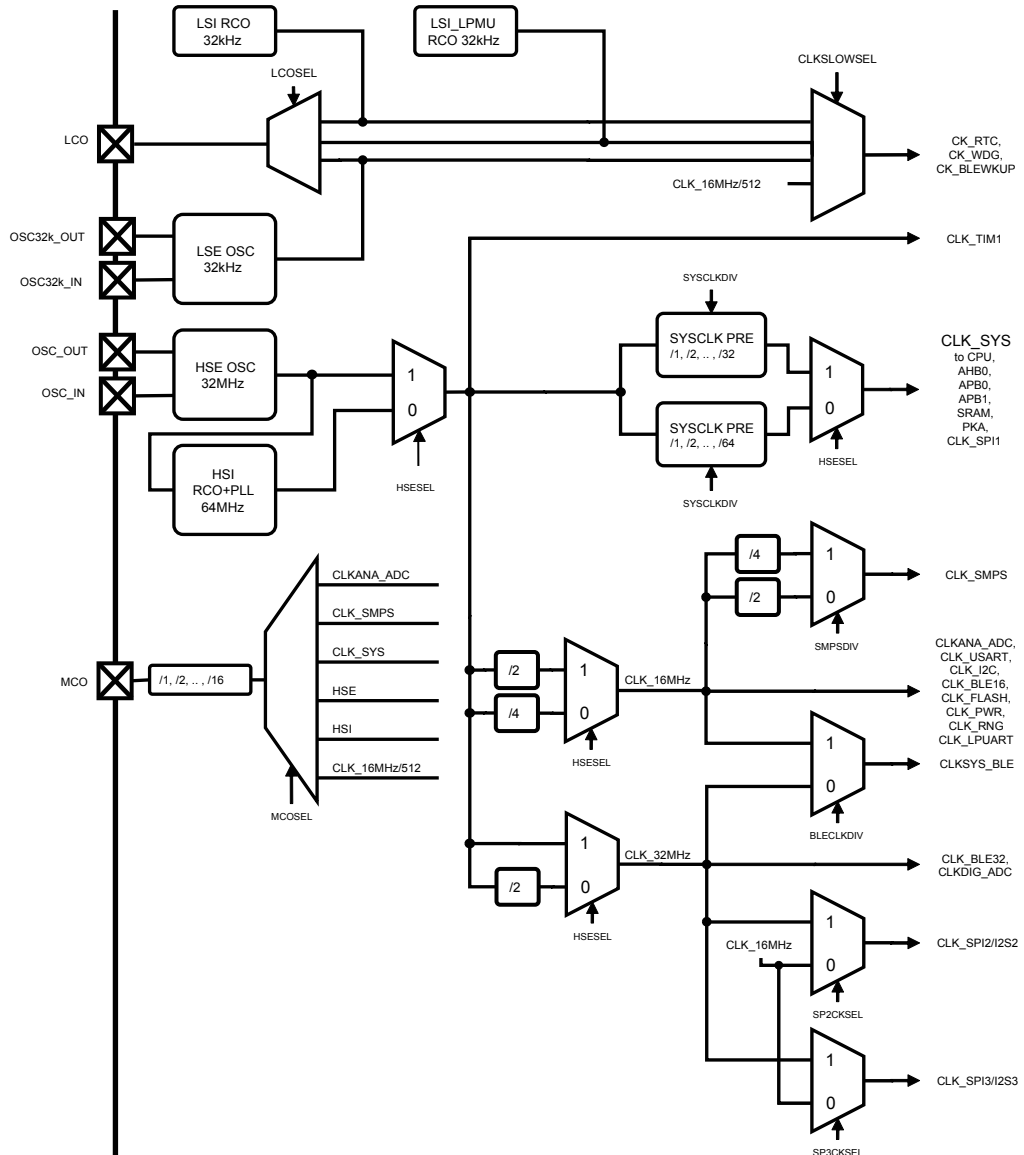 LSI RCO
32kHz
LSI_LPMU
RCO 32kHz
LCOSEL
CLKSLOWSEL
LCO
CK_RTC,
CK_WDG,
CK_BLEWKUP
CLK_16MHz/512
OSC32k_OUT
LSE OSC
32kHz
CLK_TIM1
OSC32k_IN
SYSCLKDIV
OSC_OUT
HSE OSC
32MHz
OSC_IN
1
0
SYSCLK PRE
/1, /2, .. , /32
1
0
CLK_SYS
to CPU,
AHB0,
APB0,
APB1,
SRAM,
PKA,
CLK_SPI1
SYSCLK PRE
/1, /2, .. , /64
HSESEL
HSI
RCO+PLL
64MHz
HSESEL
SYSCLKDIV
/4
1
/2
0
CLK_SMPS
SMPSDIV
CLKANA_ADC
CLK_SMPS
CLK_SYS
HSE
HSI
CLK_16MHz/512
MCO
/1, /2, .. , /16
MCOSEL
/2
1
/4
0
CLK_16MHz
HSESEL
CLKANA_ADC,
CLK_USART,
CLK_I2C,
CLK_BLE16,
CLK_FLASH,
CLK_PWR,
CLK_RNG
CLK_LPUART
1
0
CLKSYS_BLE
BLECLKDIV
1
/2
0
CLK_32MHz
HSESEL
CLK_BLE32,
CLKDIG_ADC
1
CLK_16MHz
0
CLK_SPI2/I2S2
SP2CKSEL
1
0
CLK_SPI3/I2S3
SP3CKSEL